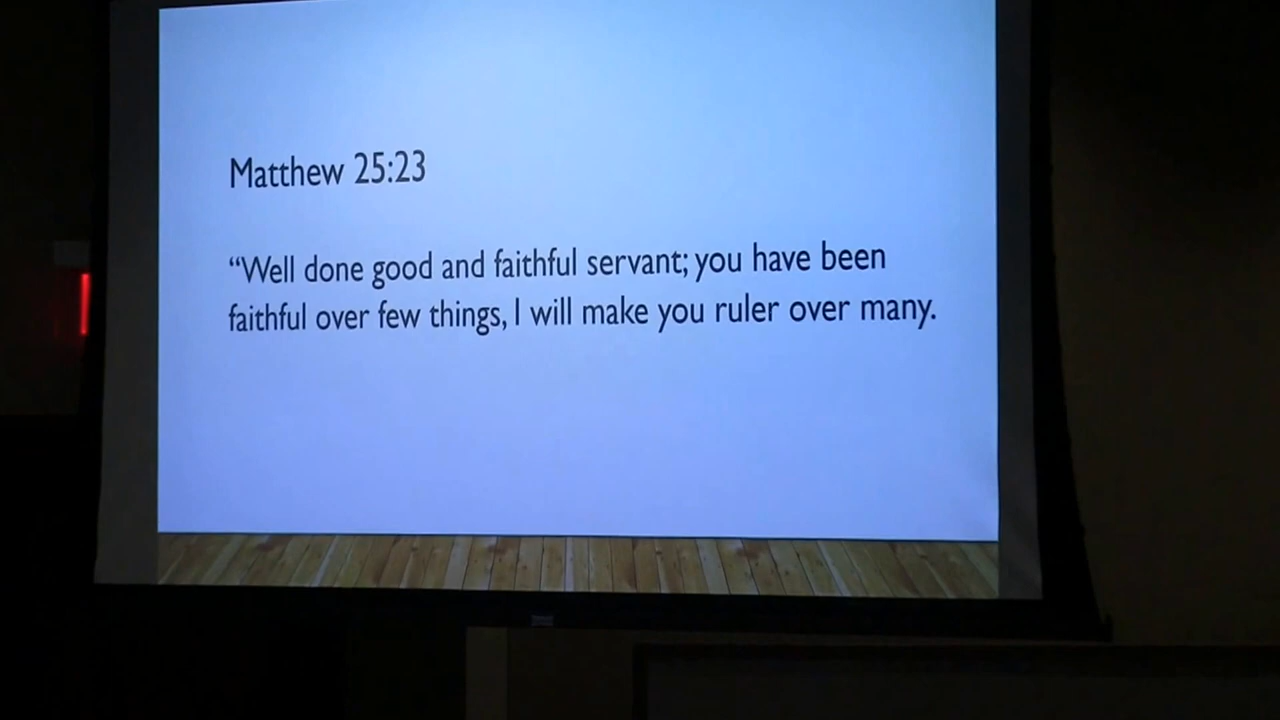 Matthew 25:23
“Well done good and faithful servant; you have been
faithful over few things, I will make you ruler over many.